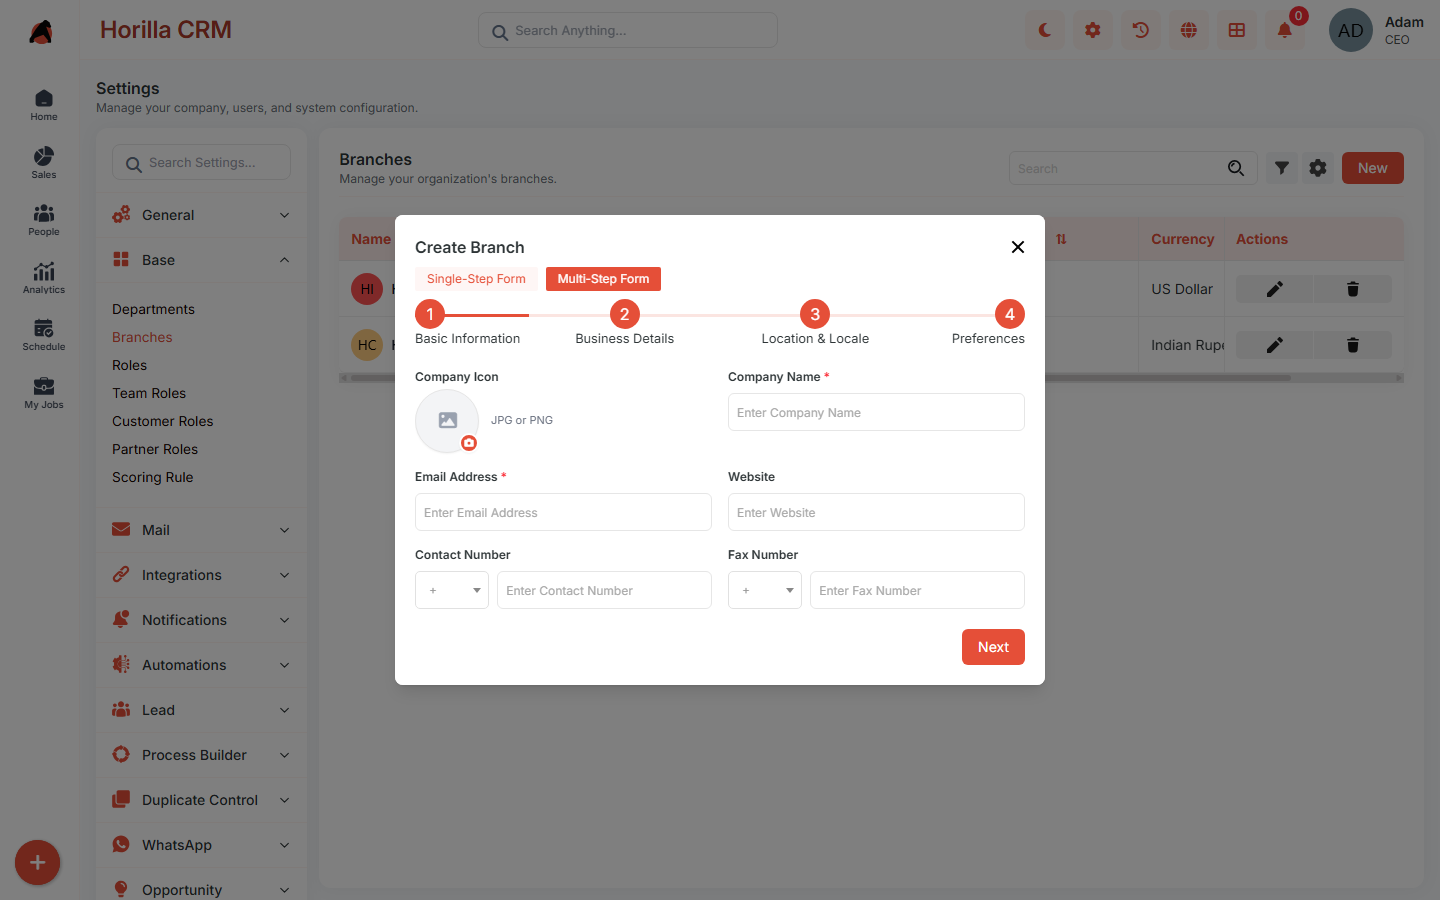 Horilla CRM
Search Anything...
0
AD
Adam
CEO
Home
Sales
People
Analytics
Schedule
My Jobs
Settings
Manage your company, users, and system configuration.
Search Settings...
General
Base
Departments
Branches
Roles
Team Roles
Customer Roles
Partner Roles
Scoring Rule
Mail
Integrations
Notifications
Automations
Lead
Process Builder
Duplicate Control
WhatsApp
Opportunity
Branches
Manage your organization's branches.
Search
New
Name
Currency
Actions
HI
US Dollar
HC
Indian Rupe
Create Branch
Single-Step Form
Multi-Step Form
1
2
3
4
Basic Information
Business Details
Location & Locale
Preferences
Company Icon
JPG or PNG
Company Name *
Enter Company Name
Email Address *
Enter Email Address
Website
Enter Website
Contact Number
+
Enter Contact Number
Fax Number
+
Enter Fax Number
Next